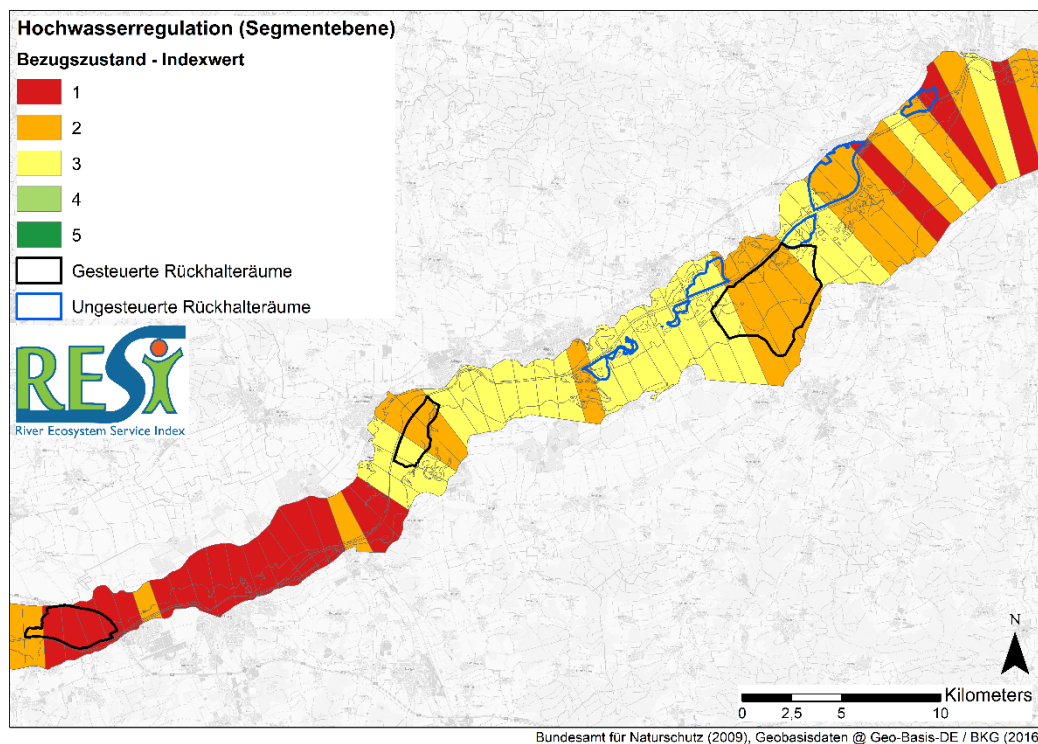 Hochwasserregulation (Segmentebene)
Bezugszustand - Indexwert
1
2
3
4
5
Gesteuerte Rückhalteräume
Ungesteuerte Rückhalteräume
RESI
River Ecosystem Service Index
N
Kilometers
0 2,5 5 10
Bundesamt für Naturschutz (2009), Geobasisdaten @ Geo-Basis-DE / BKG (2016